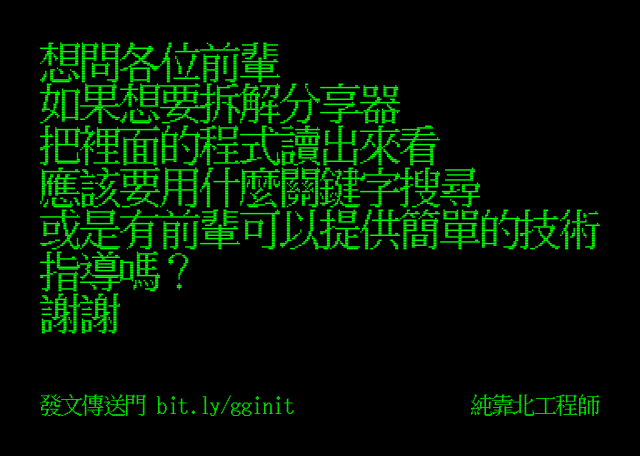 想問各位前輩
如果想要拆解分享器
把裡面的程式讀出來看
應該要用什麼關鍵字搜尋
或是有前輩可以提供簡單的技術
指導嗎？
謝謝
發文傳送門 bit.ly/gginit
純靠北工程師